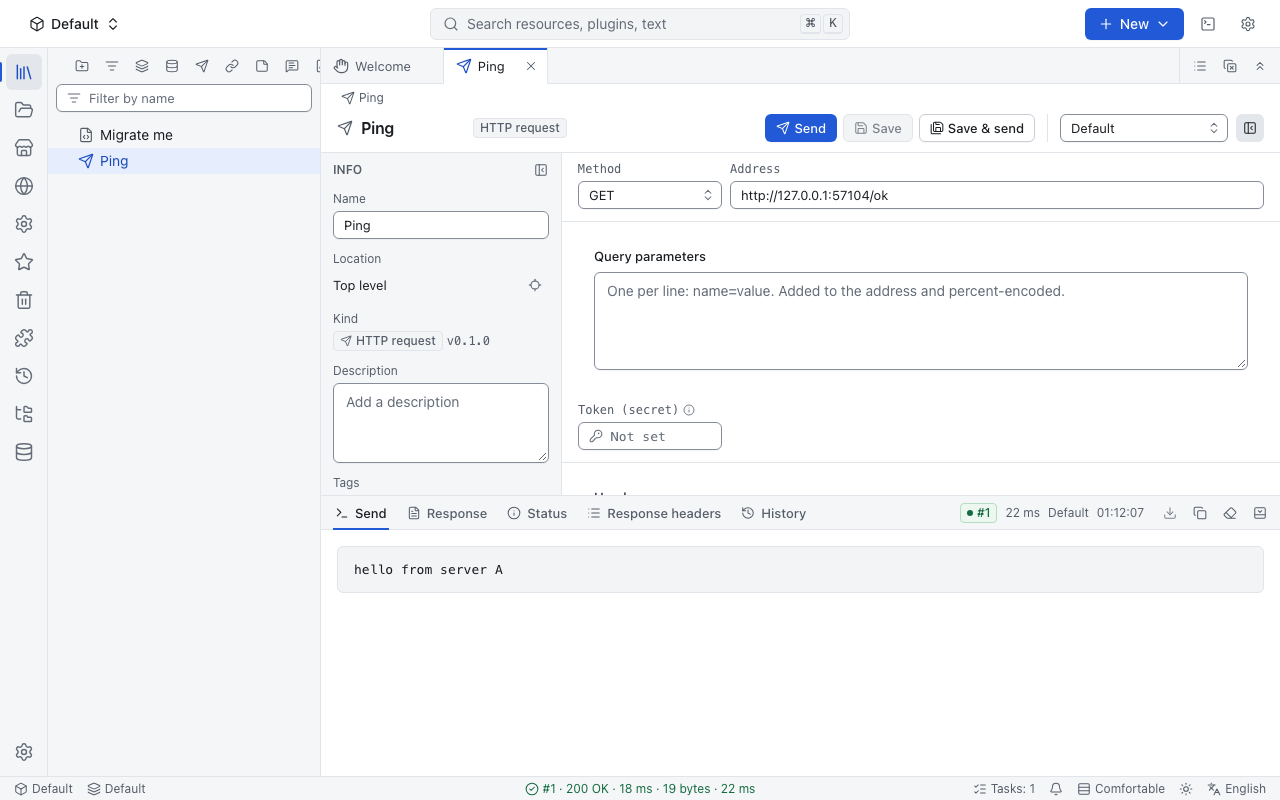 Default
Search resources, plugins, text
⌘ K
New
Welcome
Ping
Filter by name
Migrate me
Ping
Ping
Ping
HTTP request
Send
Save
Save & send
Default
INFO
Name
Ping
Location
Top level
Kind
HTTP request v0.1.0
Description
Add a description
Tags
Method
GET
Address
http://127.0.0.1:57104/ok
Query parameters
One per line: name=value. Added to the address and percent-encoded.
Token (secret)
Not set
Send
Response
Status
Response headers
History
#1 22 ms Default 01:12:07
hello from server A
Default
Default
#1 · 200 OK · 18 ms · 19 bytes · 22 ms
Tasks: 1
Comfortable
English